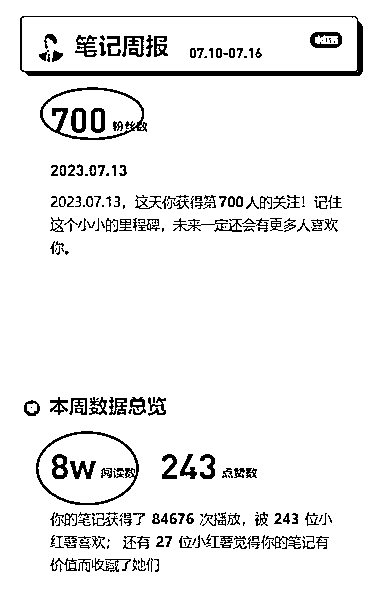 笔记周报 07.10-07.16
700 粉丝数
2023.07.13
2023.07.13，这天你获得第700人的关注！记住
这个小小的里程碑，未来一定还会有更多人喜欢
你。
本周数据总览
8w 阅读数 243 点赞数
你的笔记获得了 84676 次播放，被 243 位小
红薯喜欢； 还有 27 位小红薯觉得你的笔记有
价值而收藏了她们